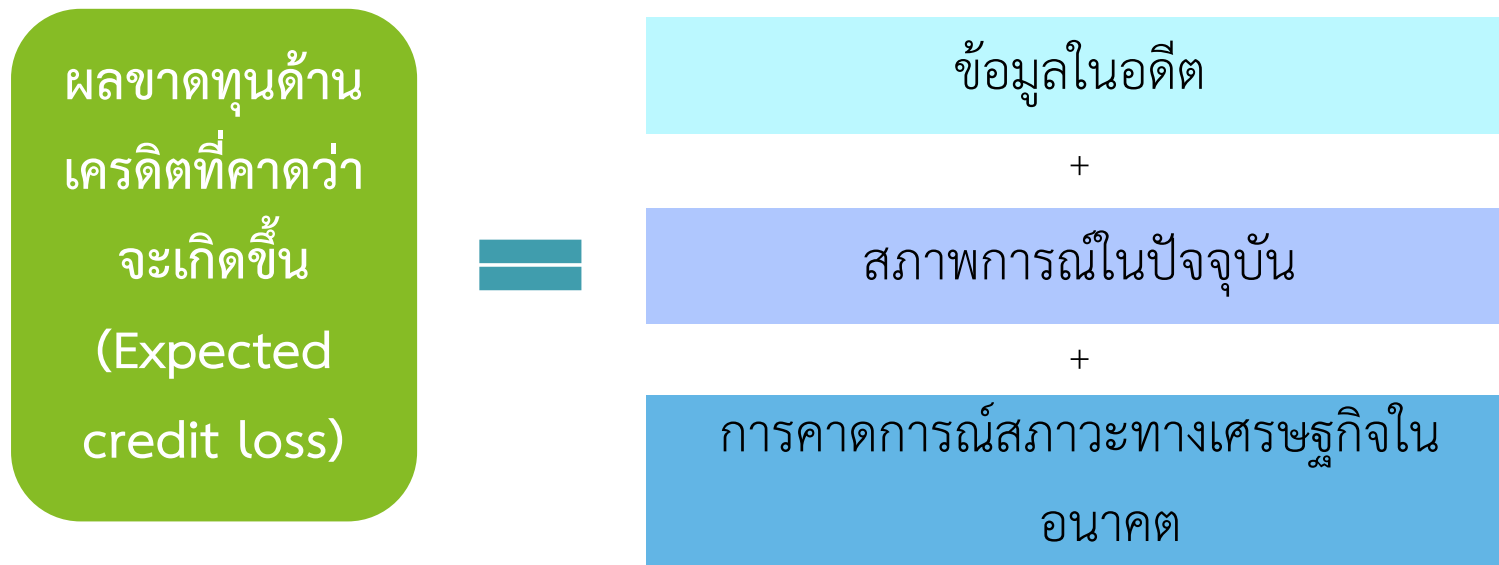 ผลขาดทุนด้าน
เครดิตที่คาดว่า
จะเกิดขึ้น
(Expected
credit loss)
ข้อมูลในอดีต
+
สภาพการณ์ในปัจจุบัน
+
การคาดการณ์สภาวะทางเศรษฐกิจใน
อนาคต